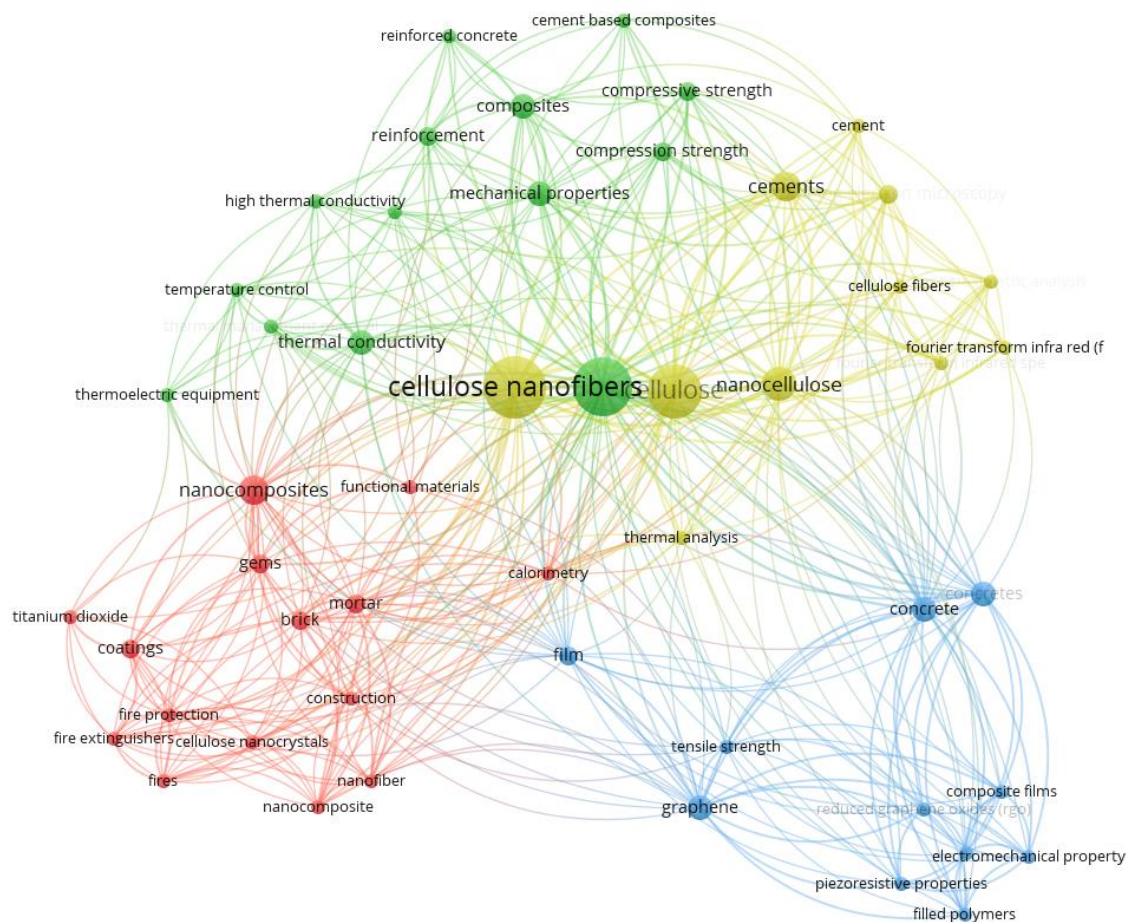 cement based composites
reinforced concrete
compressive strength
composites
cement
reinforcement
compression strength
mechanical properties
cements
microscopy
high thermal conductivity
cellulose fibers
analysis
temperature control
thermal conductivity
fourier transform infra red (f
cellulose nanofibers
cellulose
nanocellulose
thermoelectric equipment
nanocomposites
functional materials
thermal analysis
gems
calorimetry
mortar
concretes
concrete
titanium dioxide
brick
coatings
film
construction
fire protection
fire extinguishers
cellulose nanocrystals
tensile strength
fires
nanofiber
composite films
nanocomposite
graphene
reduced graphene oxides (rgo)
electromechanical property
piezoresistive properties
filled polymers